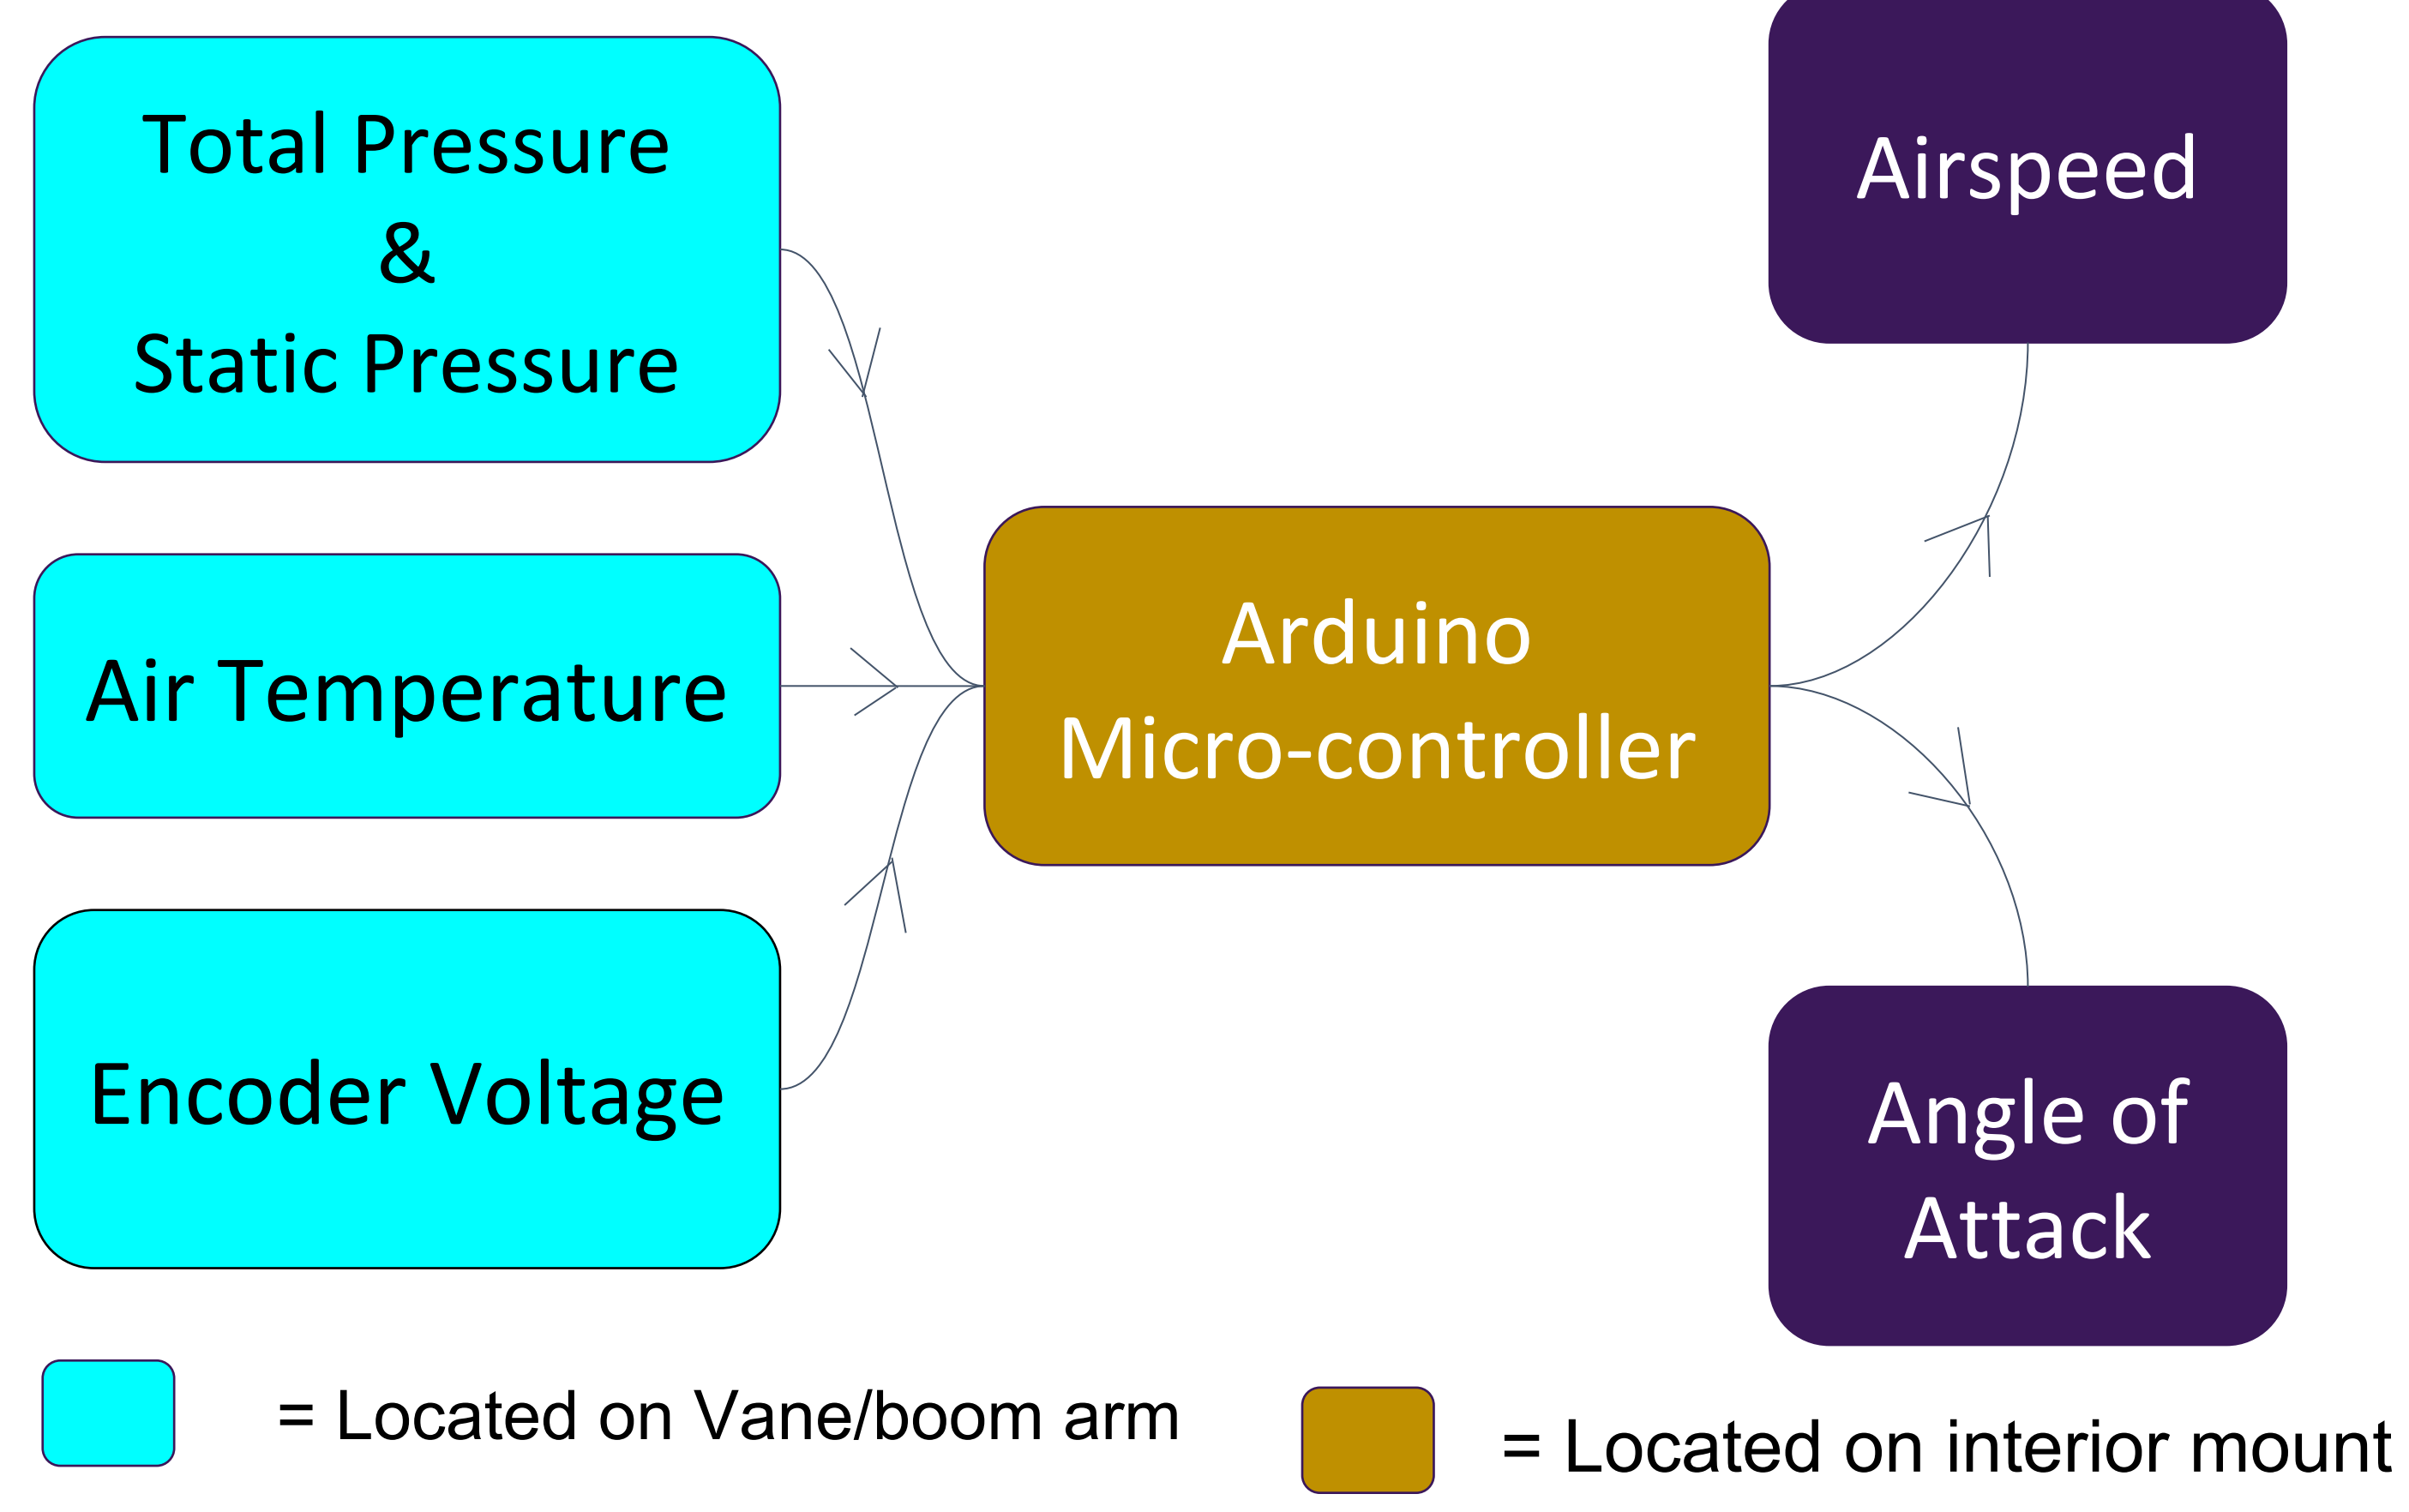 Total Pressure
&
Static Pressure
Air Temperature
Encoder Voltage
Arduino
Micro-controller
Airspeed
Angle of
Attack
= Located on Vane/boom arm
= Located on interior mount